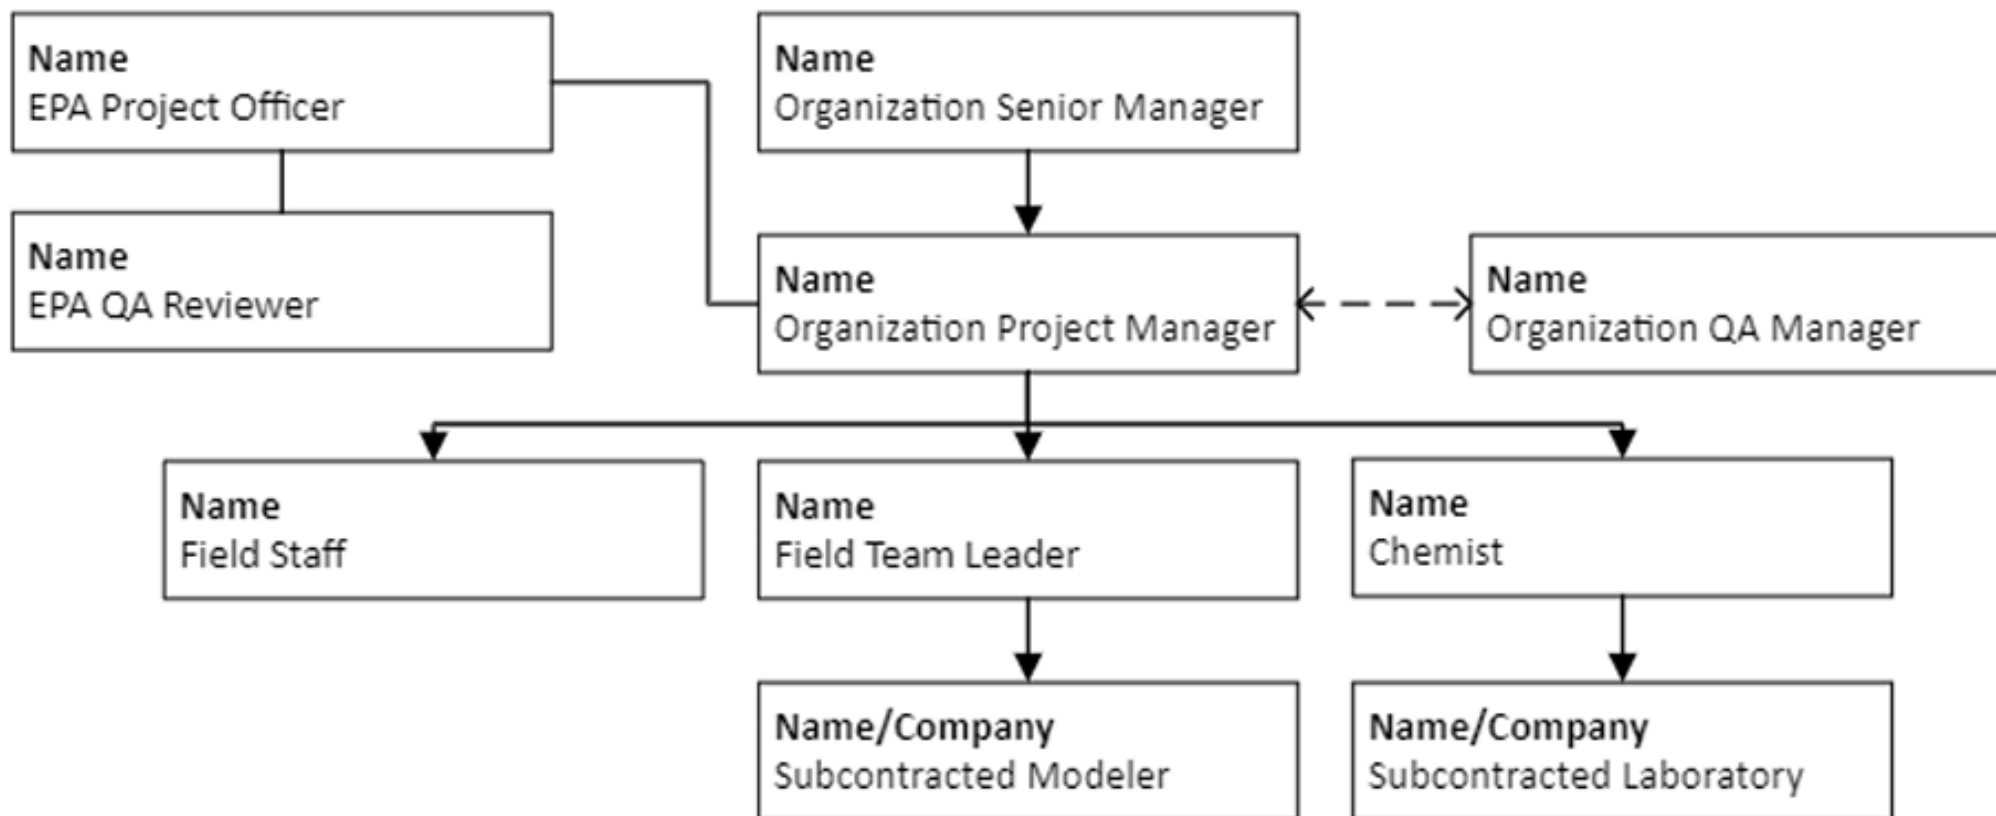 Name
EPA Project Officer
Name
Organization Senior Manager
Name
EPA QA Reviewer
Name
Organization Project Manager
Name
Organization QA Manager
Name
Field Staff
Name
Field Team Leader
Name
Chemist
Name/Company
Subcontracted Modeler
Name/Company
Subcontracted Laboratory